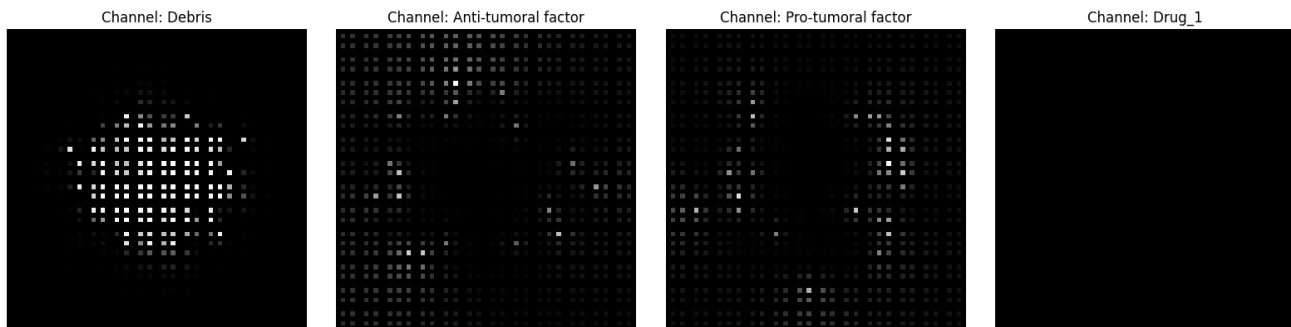 Channel: Debris
Channel: Anti-tumoral factor
Channel: Pro-tumoral factor
Channel: Drug_1